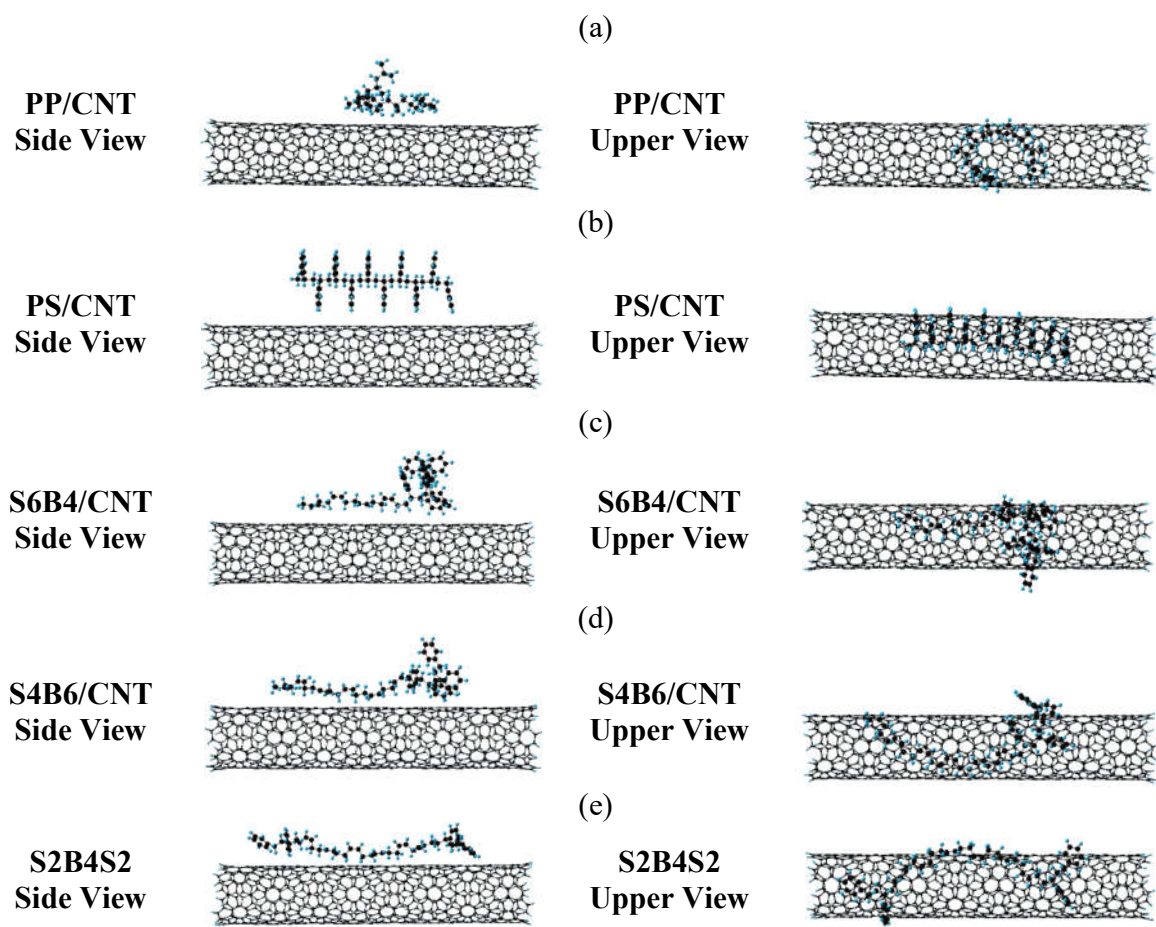 (a)
PP/CNT
Side View
PP/CNT
Upper View
(b)
PS/CNT
Side View
PS/CNT
Upper View
(c)
S6B4/CNT
Side View
S6B4/CNT
Upper View
(d)
S4B6/CNT
Side View
S4B6/CNT
Upper View
(e)
S2B4S2
Side View
S2B4S2
Upper View